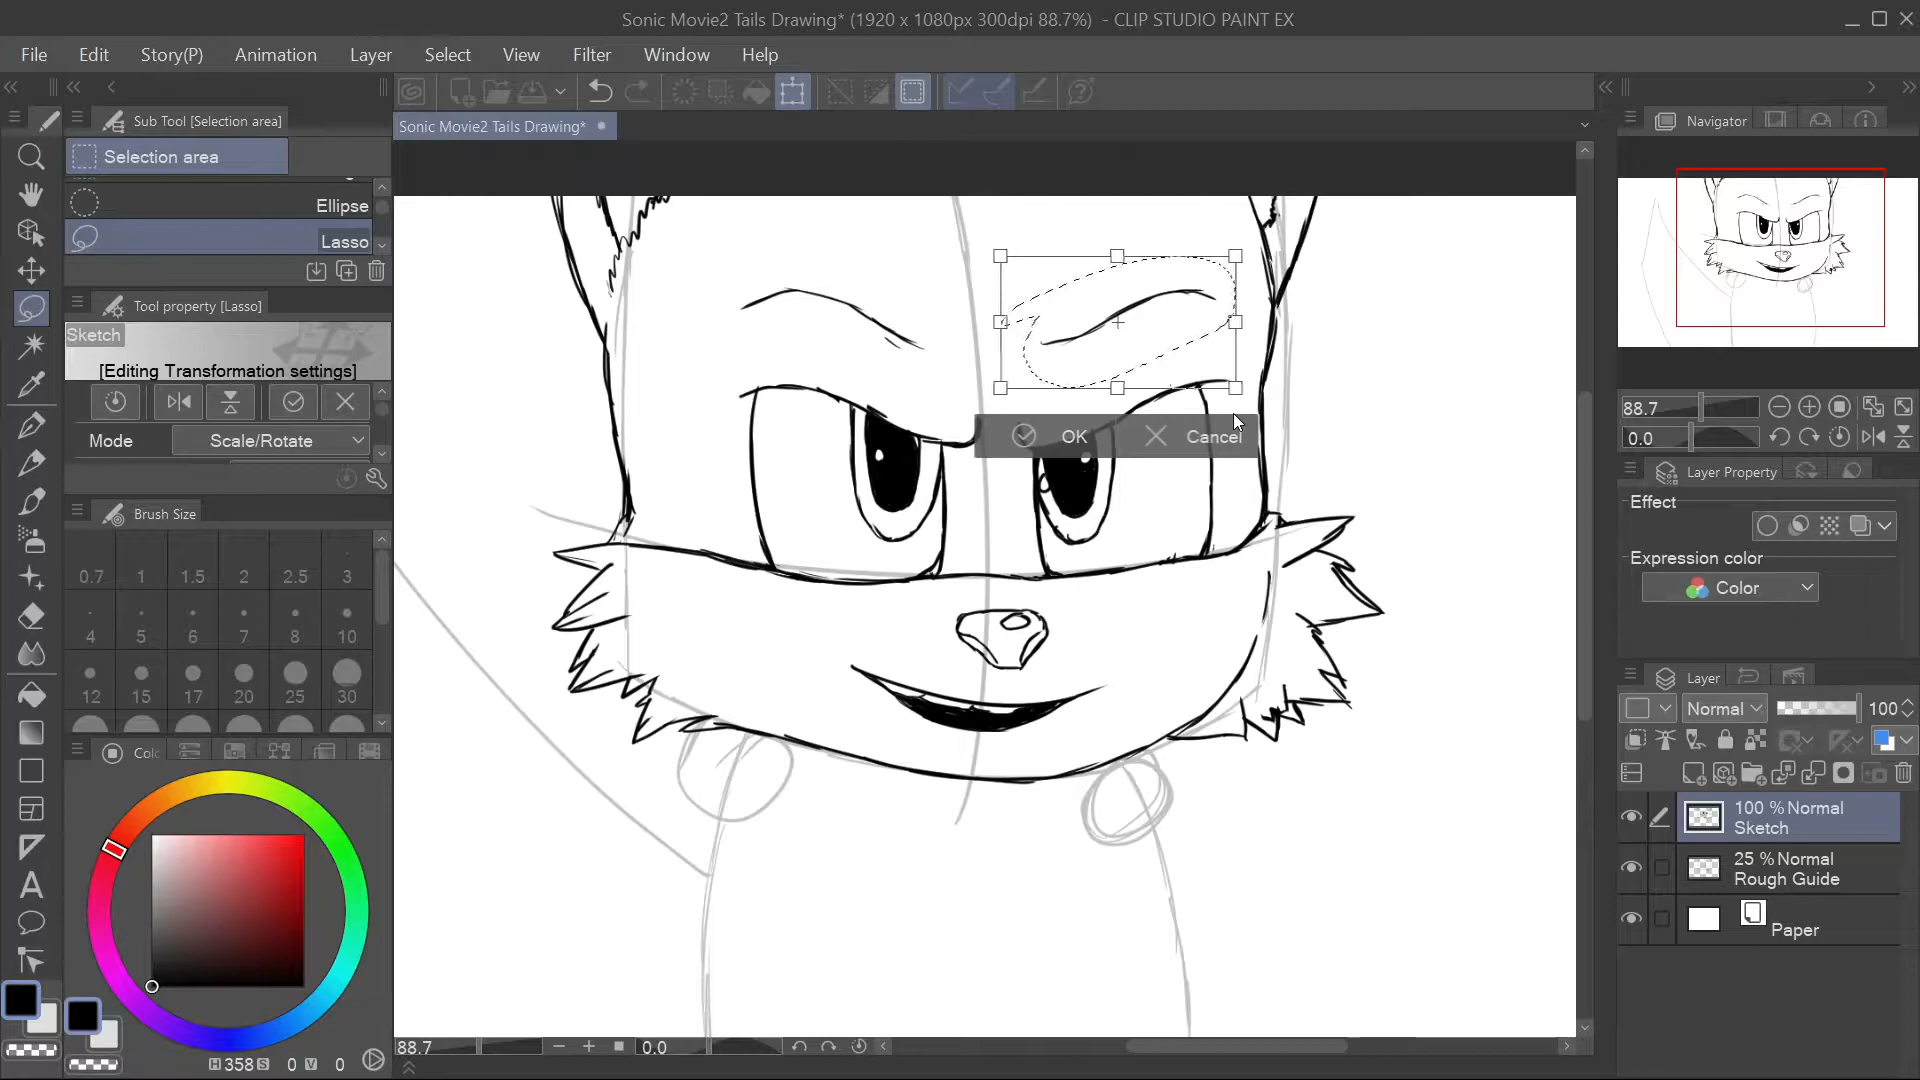 Sonic Movie2 Tails Drawing* (1920 x 1080px 300dpi 88.7%) - CLIP STUDIO PAINT EX
File Edit Story(P) Animation Layer Select View Filter Window Help
Sub Tool [Selection area]
Sonic Movie2 Tails Drawing*
Navigator
Selection area
Ellipse
Lasso
Tool property [Lasso]
Sketch
[Editing Transformation settings]
Mode Scale/Rotate
OK Cancel
88.7
0.0
Layer Property
Effect
Expression color
Color
Brush Size
0.7 1 1.5 2 2.5 3
4 5 6 7 8 10
12 15 17 20 25 30
Layer
Normal 100
100 % Normal
Sketch
25 % Normal
Rough Guide
Paper
Colc
H 358 S 0 V 0
88.7 0.0